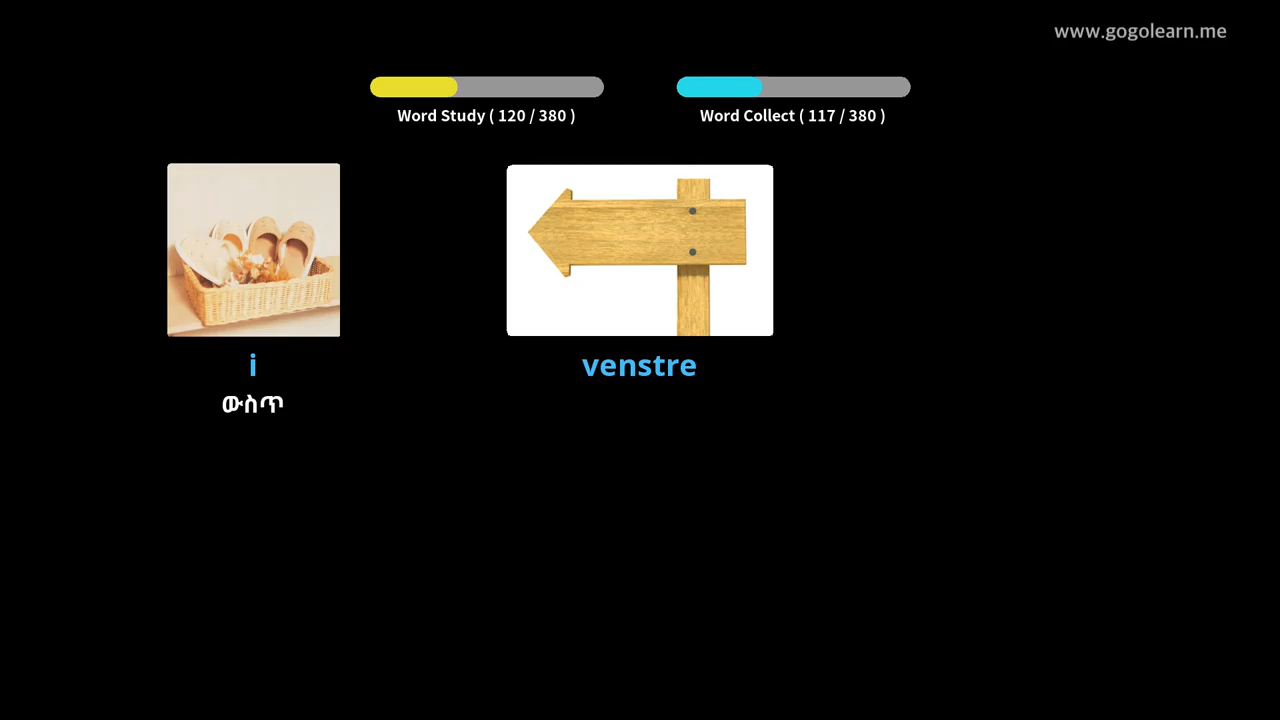 www.gogolearn.me
Word Study ( 120 / 380 )
Word Collect ( 117 / 380 )
i
venstre
ውስጥ